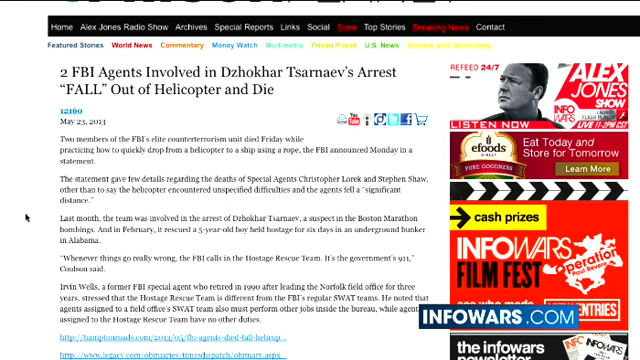 Home Alex Jones Radio Show Archives Special Reports Links Social Store Top Stories Breaking News Contact
Featured Stories World News Commentary Money Watch Multimedia Prison Planet U.S. News Science and Technology
2 FBI Agents Involved in Dzhokhar Tsarnaev's Arrest
“FALL” Out of Helicopter and Die
12160
May 23, 2013
Two members of the FBI's elite counterterrorism unit died Friday while
practicing how to quickly drop from a helicopter to a ship using a rope, the FBI announced Monday in a
statement.
The statement gave few details regarding the deaths of Special Agents Christopher Lorek and Stephen Shaw,
other than to say the helicopter encountered unspecified difficulties and the agents fell a “significant
distance.”
Last month, the team was involved in the arrest of Dzhokhar Tsarnaev, a suspect in the Boston Marathon
bombings. And in February, it rescued a 5-year-old boy held hostage for six days in an underground bunker
in Alabama.
“Whenever things go really wrong, the FBI calls in the Hostage Rescue Team. It's the government's 911,”
Coulson said.
Irvin Wells, a former FBI special agent who retired in 1990 after leading the Norfolk field office for three
years, stressed that the Hostage Rescue Team is different from the FBI's regular SWAT teams. He noted that
agents assigned to a field office's SWAT team also must perform other jobs inside the bureau, while agen
assigned to the Hostage Rescue Team have no other duties.
http://hamptonroads.com/2013/05/fbi-agents-died-fall-helicop...
http://www.legacy.com/obituaries/timesdispatch/obituary.aspx...
REFEED 24/7
ALEX
JONES
SHOW
INFO
WARS
LISTEN NOW
LIVE 11-2PM CST
efoods
PURE GOODNESS
Eat Today and
Store for Tomorrow
Learn More
cash prizes
INFOWARS
FILM FEST
operation
Paul Revere
ENTRIES
INFOWARS.COM
the infowars
newsletter
INFOWARS